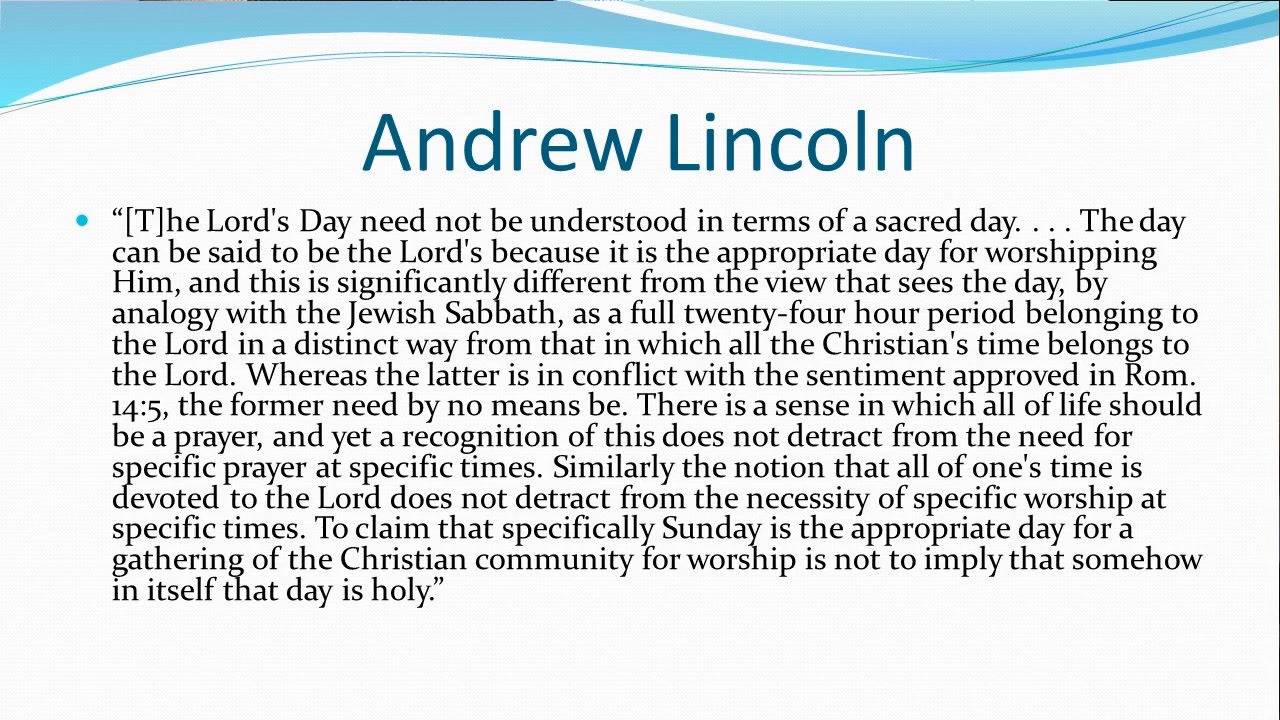 Andrew Lincoln
• “[T]he Lord's Day need not be understood in terms of a sacred day. . . . The day
can be said to be the Lord's because it is the appropriate day for worshipping
Him, and this is significantly different from the view that sees the day, by
analogy with the Jewish Sabbath, as a full twenty-four hour period belonging to
the Lord in a distinct way from that in which all the Christian's time belongs to
the Lord. Whereas the latter is in conflict with the sentiment approved in Rom.
14:5, the former need by no means be. There is a sense in which all of life should
be a prayer, and yet a recognition of this does not detract from the need for
specific prayer at specific times. Similarly the notion that all of one's time is
devoted to the Lord does not detract from the necessity of specific worship at
specific times. To claim that specifically Sunday is the appropriate day for a
gathering of the Christian community for worship is not to imply that somehow
in itself that day is holy.”